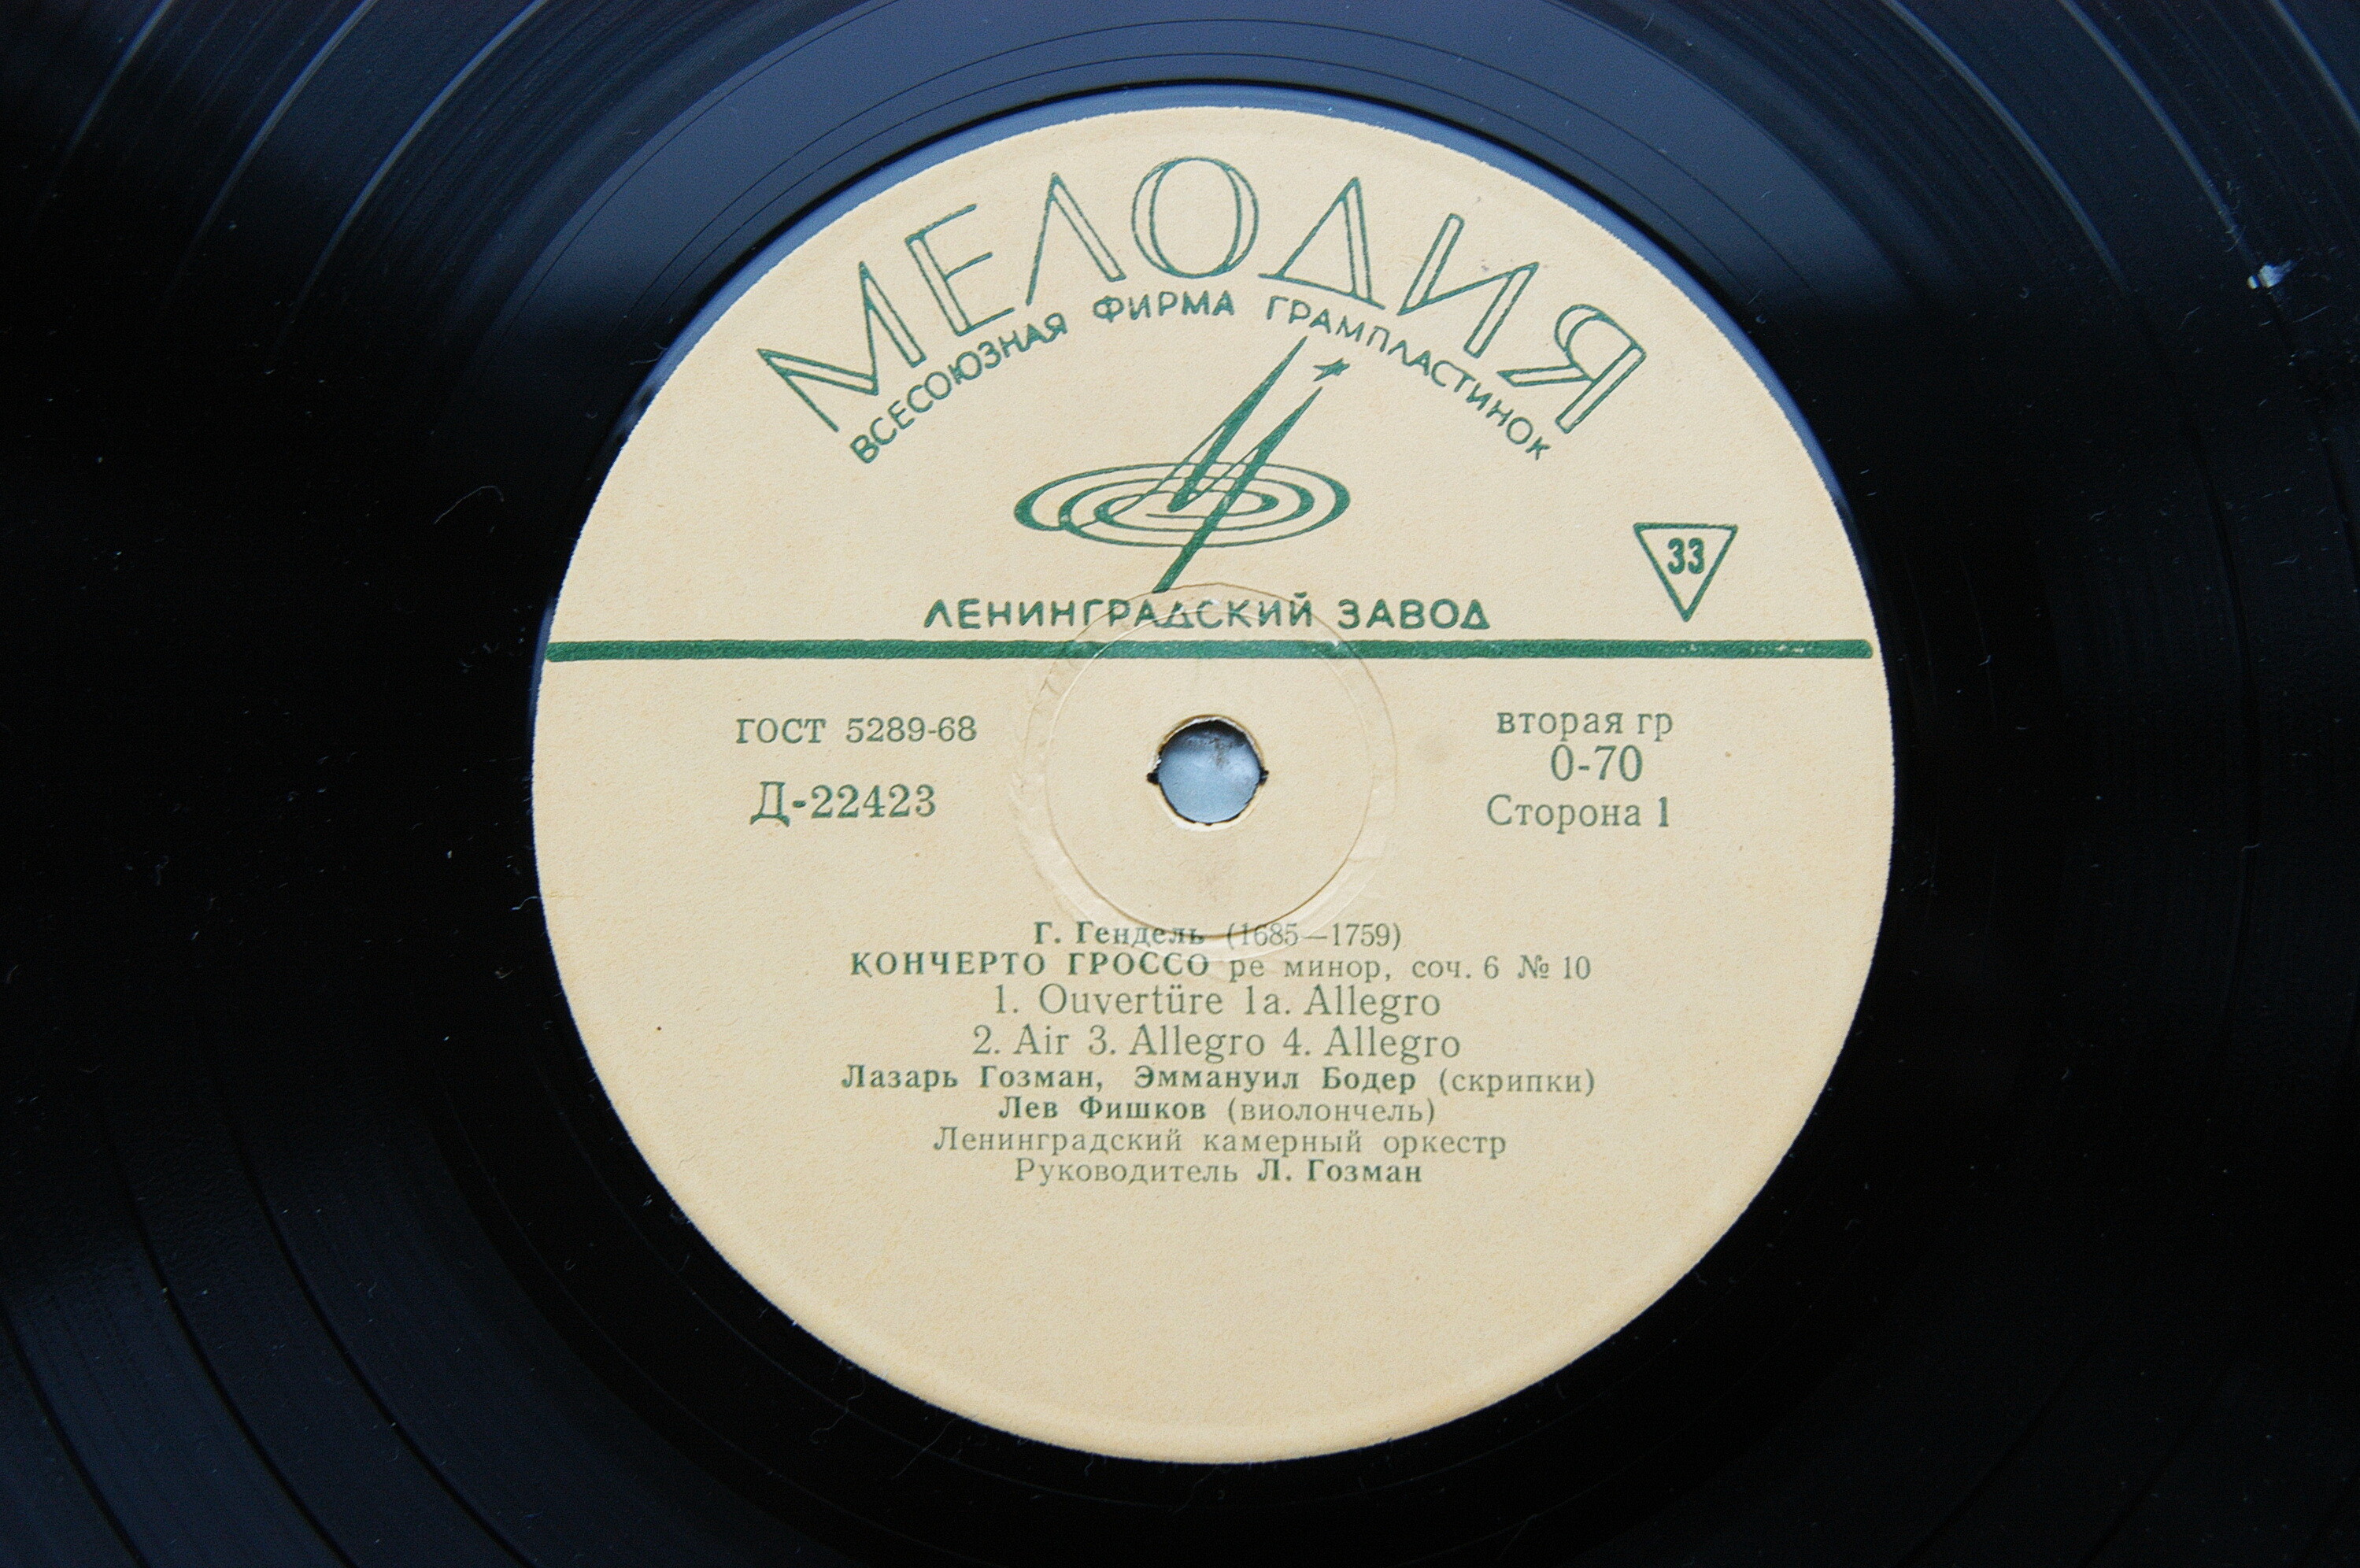 МЕЛОДИЯ
ВСЕСОЮЗНАЯ ФИРМА ГРАМПЛАСТИНОК
33
ЛЕНИНГРАДСКИЙ ЗАВОД
ГОСТ 5289-68
Д-22423
вторая гр
0-70
Сторона 1
Г. Гендель (1685—1759)
КОНЧЕРТО ГРОССО ре минор, соч. 6 № 10
1. Ouvertüre 1a. Allegro
2. Air 3. Allegro 4. Allegro
Лазарь Гозман, Эммануил Бодер (скрипки)
Лев Фишков (виолончель)
Ленинградский камерный оркестр
Руководитель Л. Гозман